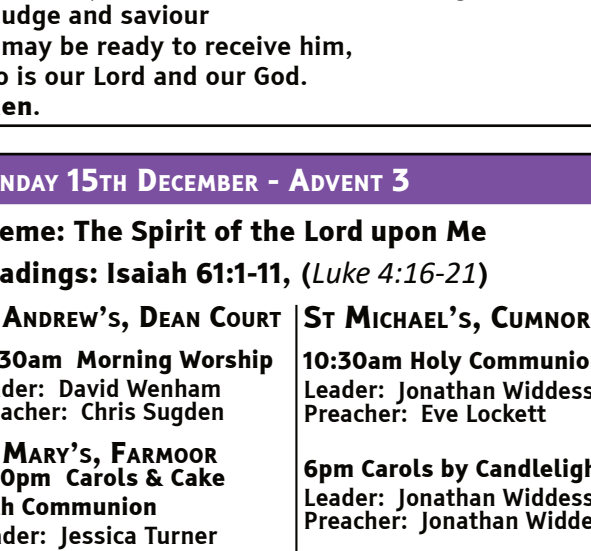 udge and saviour
may be ready to receive him,
o is our Lord and our God.
en.
NDAY 15TH DECEMBER - ADVENT 3
eme: The Spirit of the Lord upon Me
adings: Isaiah 61:1-11, (Luke 4:16-21)
ANDREW'S, DEAN COURT
30am Morning Worship
der: David Wenham
acher: Chris Sugden
MARY'S, FARMOOR
0pm Carols & Cake
h Communion
der: Jessica Turner
ST MICHAEL'S, CUMNOR
10:30am Holy Communio
Leader: Jonathan Widdess
Preacher: Eve Lockett
6pm Carols by Candleligh
Leader: Jonathan Widdess
Preacher: Jonathan Widde